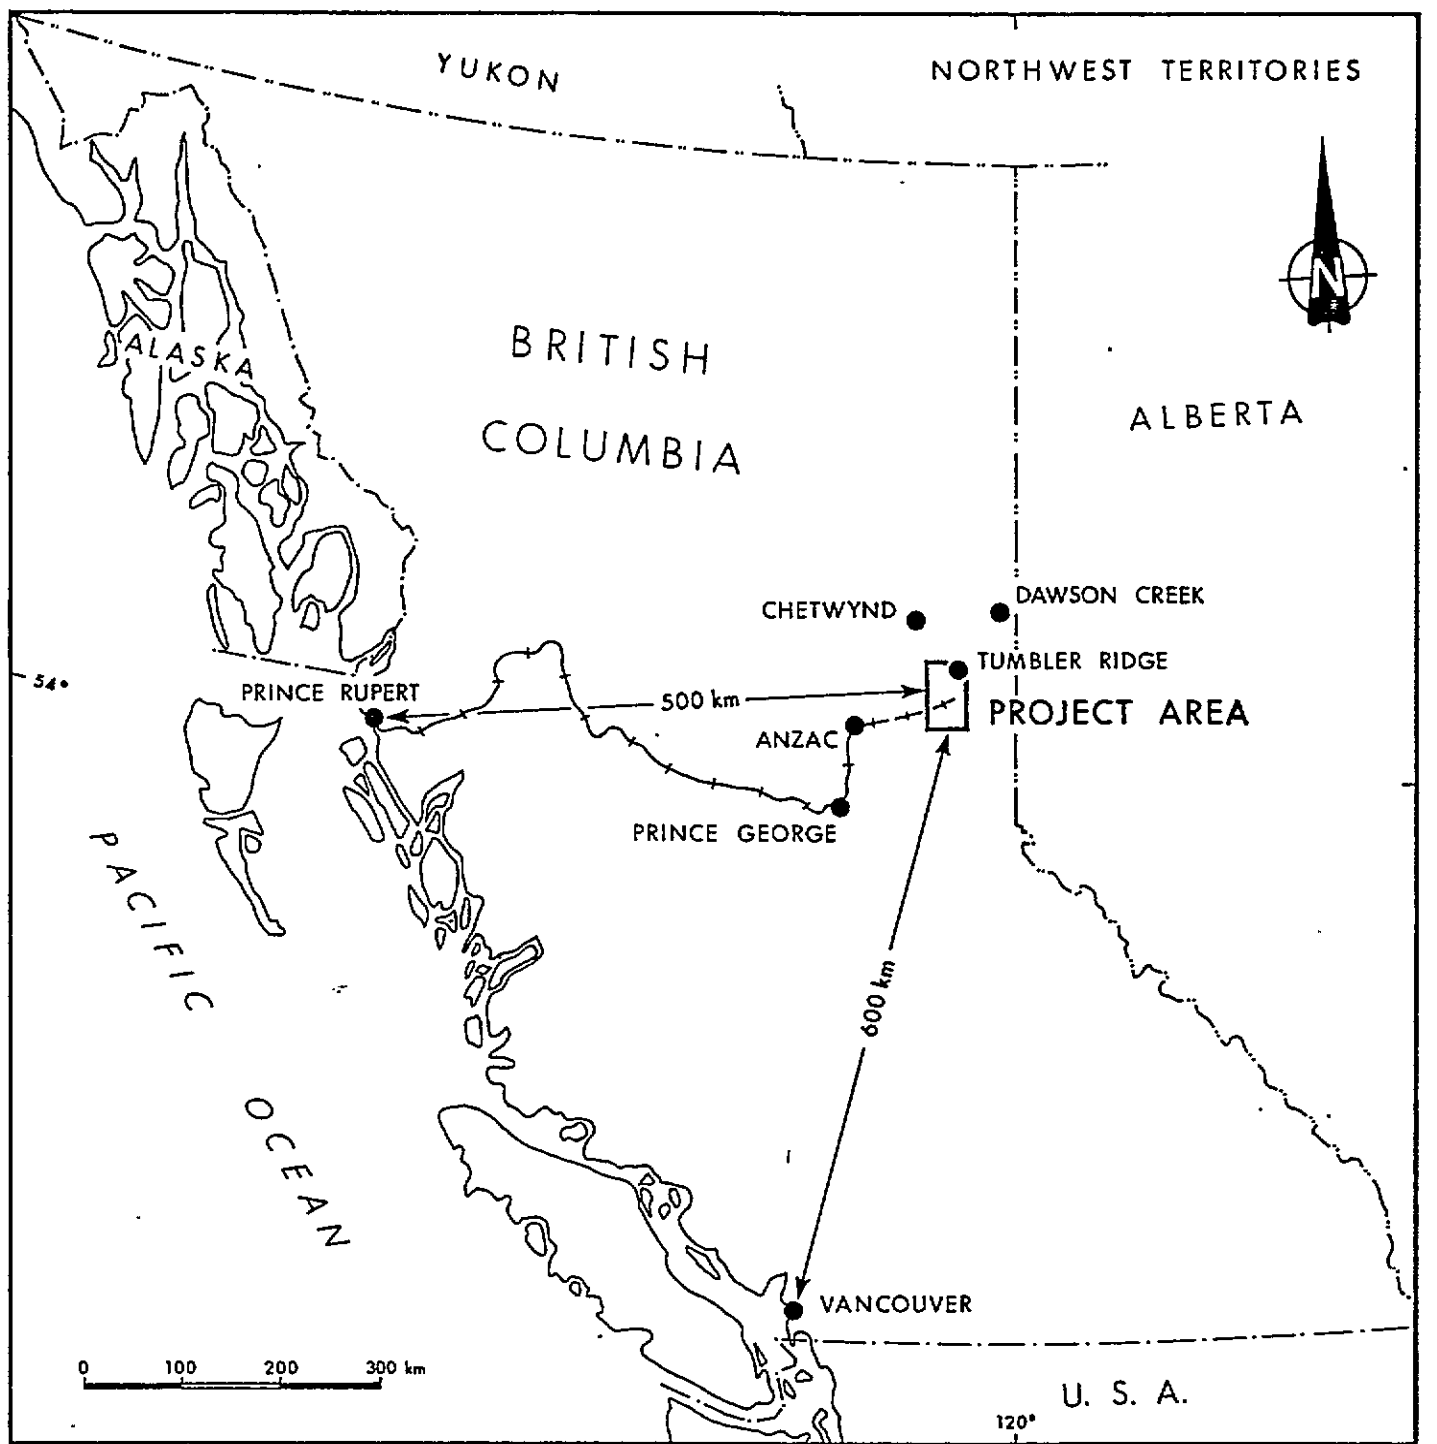 YUKON
NORTHWEST TERRITORIES
N
ALASKA
BRITISH
COLUMBIA
ALBERTA
CHETWYND
DAWSON CREEK
TUMBLER RIDGE
54°
PRINCE RUPERT
500 km
PROJECT AREA
ANZAC
PRINCE GEORGE
PACIFIC
OCEAN
600 km
VANCOUVER
0 100 200 300 km
U. S. A.
120°